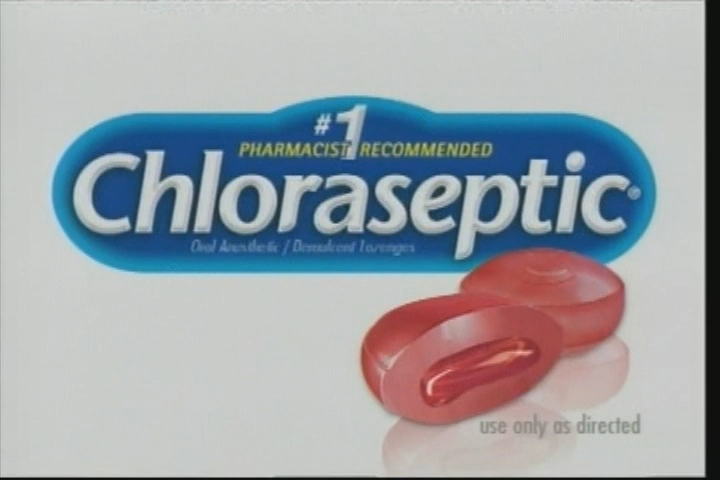 #1
PHARMACIST RECOMMENDED
Chloraseptic®
Oral Anesthetic / Demulcent Lozenges
use only as directed